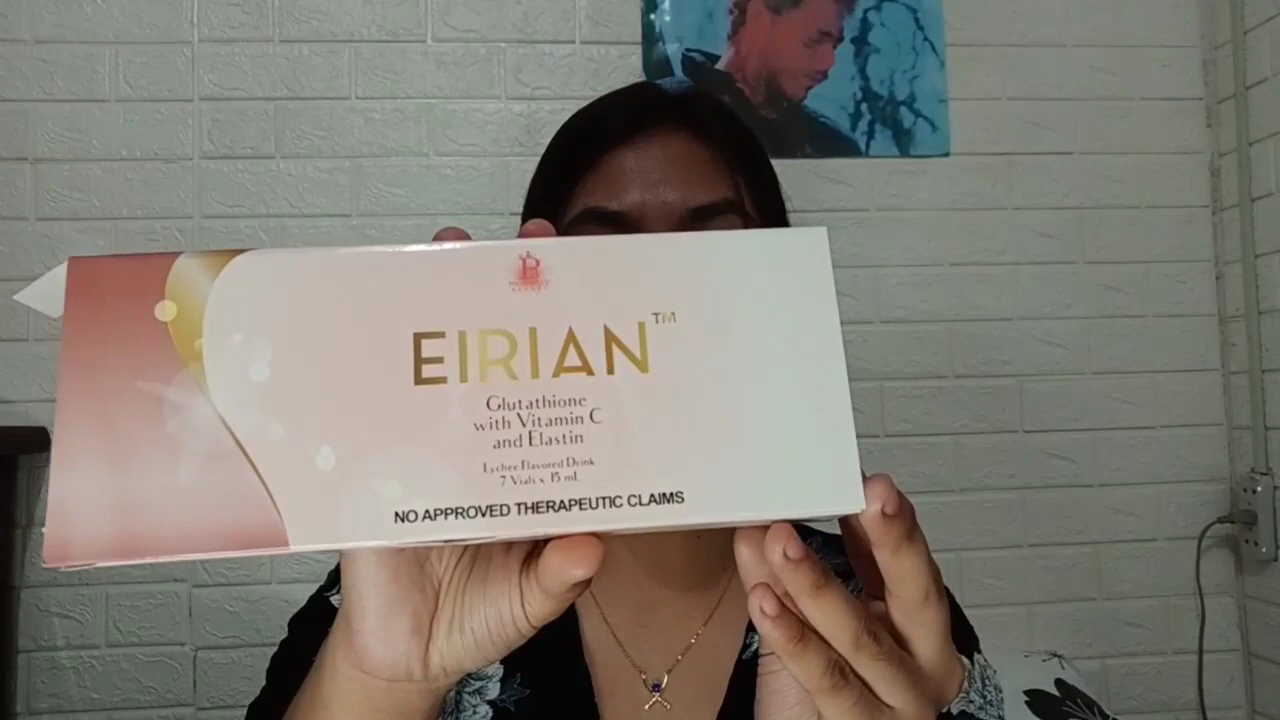 EIRIAN™
Glutathione
with Vitamin C
and Elastin
Lychee Flavored Drink
7 Vials x 15 mL
NO APPROVED THERAPEUTIC CLAIMS